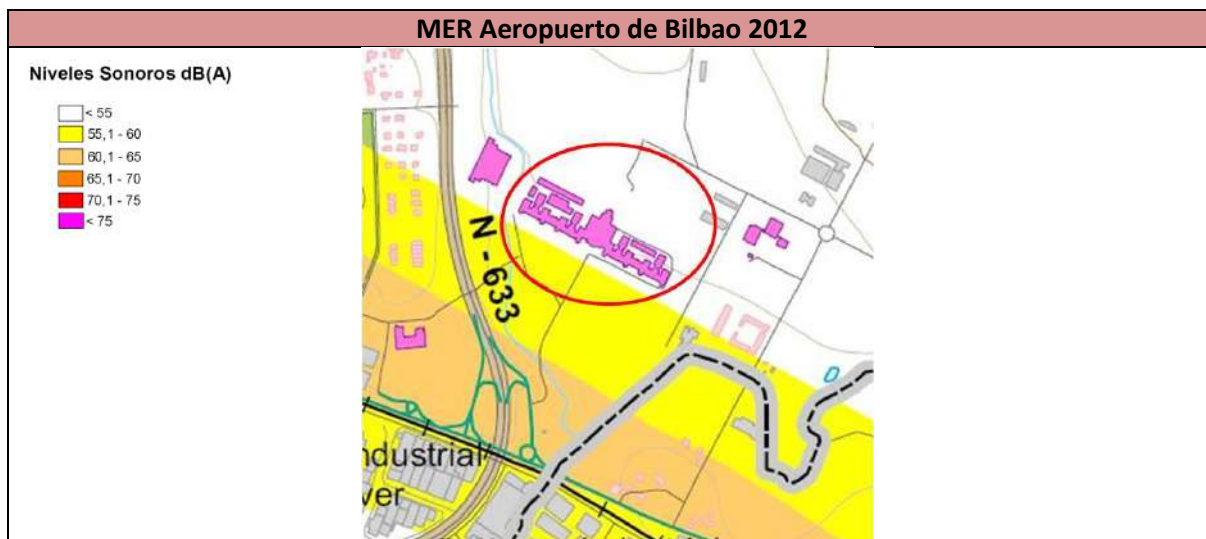 MER Aeropuerto de Bilbao 2012
Niveles Sonoros dB(A)
< 55
55,1 - 60
60,1 - 65
65,1 - 70
70,1 - 75
< 75
N - 633
ndustrial
ver